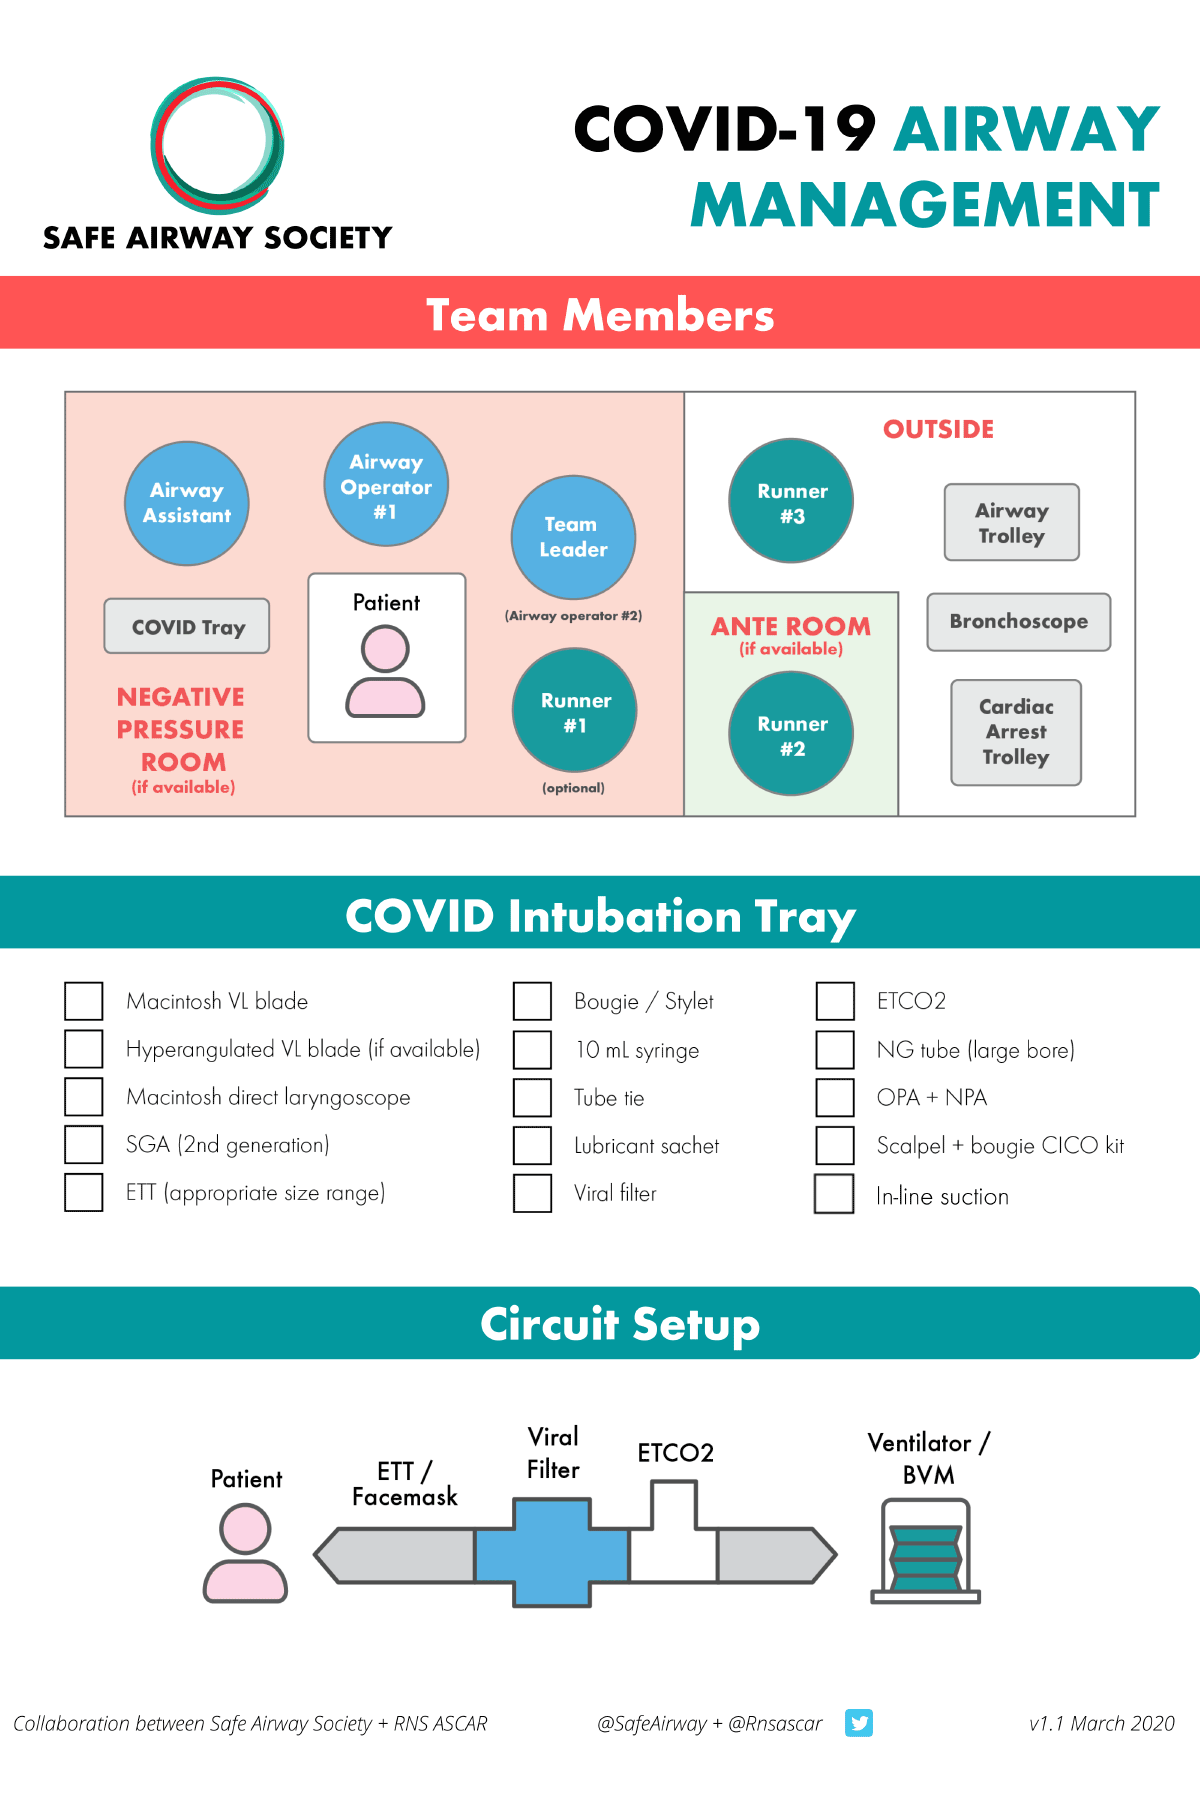 COVID-19 AIRWAY
MANAGEMENT
SAFE AIRWAY SOCIETY
Team Members
Airway
Assistant
Airway
Operator
#1
Team
Leader
(Airway operator #2)
COVID Tray
Patient
NEGATIVE
PRESSURE
ROOM
(if available)
Runner
#1
(optional)
OUTSIDE
Runner
#3
Airway
Trolley
ANTE ROOM
(if available)
Runner
#2
Bronchoscope
Cardiac
Arrest
Trolley
COVID Intubation Tray
Macintosh VL blade
Hyperangulated VL blade (if available)
Macintosh direct laryngoscope
SGA (2nd generation)
ETT (appropriate size range)
Bougie / Stylet
10 mL syringe
Tube tie
Lubricant sachet
Viral filter
ETCO2
NG tube (large bore)
OPA + NPA
Scalpel + bougie CICO kit
In-line suction
Circuit Setup
Patient
ETT /
Facemask
Viral
Filter
ETCO2
Ventilator /
BVM
Collaboration between Safe Airway Society + RNS ASCAR
@SafeAirway + @Rnsascar
v1.1 March 2020